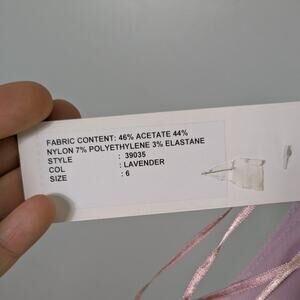 FABRIC CONTENT: 46% ACETATE 44%
NYLON 7% POLYETHYLENE 3% ELASTANE
STYLE : 39035
COL : LAVENDER
SIZE : 6